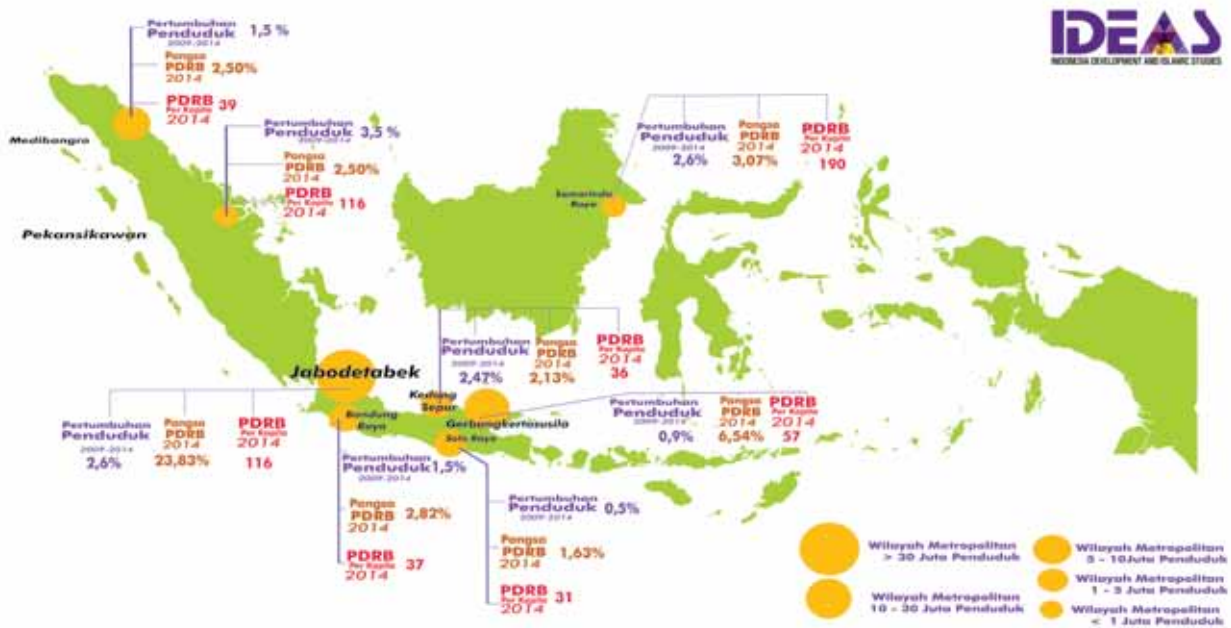 IDEAS
INDONESIA DEVELOPMENT AND ISLAMIC STUDIES
Pertumbuhan
Penduduk 1,5 %
2009-2014
Pangsa
PDRB 2,50%
2014
PDRB 39
Per Kapita
2014
Medibangro
Pertumbuhan
Penduduk 3,5 %
2009-2014
Pangsa
PDRB 2,50%
2014
PDRB 116
Per Kapita
2014
Pekansikawan
Pertumbuhan
Penduduk
2009-2014
2,6%
Pangsa
PDRB
2014
3,07%
PDRB
Per Kapita
2014
190
Samarinda
Raya
Pertumbuhan
Penduduk
2009-2014
2,47%
Pangsa
PDRB
2014
2,13%
PDRB
Per Kapita
2014
36
Jabodetabek
Kedung
Sepur
Bandung
Raya
Gerbangkertosusila
Solo Raya
Pertumbuhan
Penduduk
2009-2014
2,6%
Pangsa
PDRB
2014
23,83%
PDRB
Per Kapita
2014
116
Pertumbuhan
Penduduk
2009-2014
0,9%
Pangsa
PDRB
2014
6,54%
PDRB
Per Kapita
2014
57
Pertumbuhan
Penduduk 1,5%
2009-2014
Pangsa
PDRB 2,82%
2014
PDRB 37
Per Kapita
2014
Pertumbuhan
Penduduk 0,5%
2009-2014
Pangsa
PDRB 1,63%
2014
PDRB 31
Per Kapita
2014
Wilayah Metropolitan
> 30 Juta Penduduk
Wilayah Metropolitan
10 - 30 Juta Penduduk
Wilayah Metropolitan
5 - 10Juta Penduduk
Wilayah Metropolitan
1 - 5 Juta Penduduk
Wilayah Metropolitan
< 1 Juta Penduduk